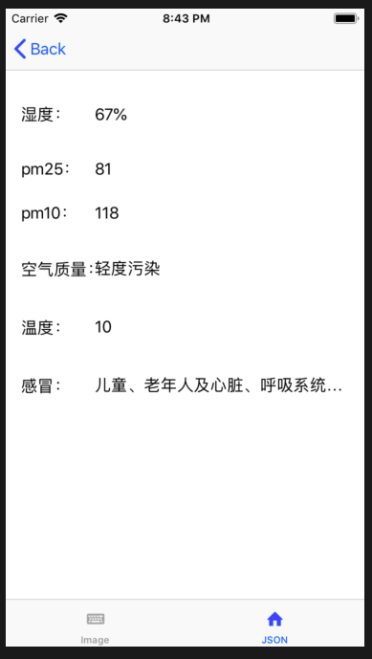 Carrier 8:43 PM
Back
湿度： 67%
pm25： 81
pm10： 118
空气质量：轻度污染
温度： 10
感冒： 儿童、老年人及心脏、呼吸系统...
Image JSON